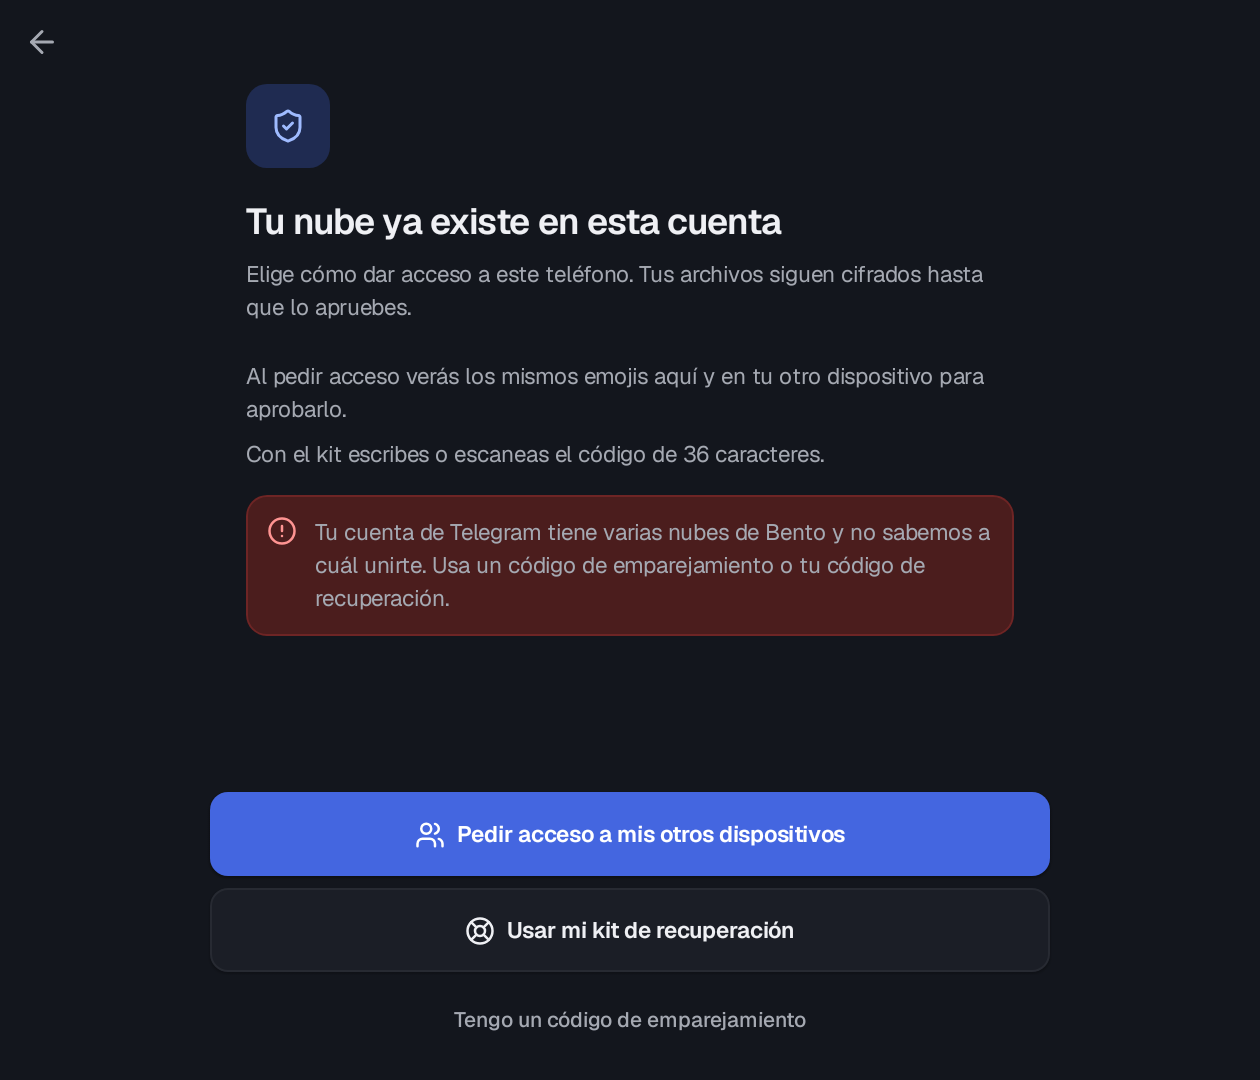 Tu nube ya existe en esta cuenta
Elige cómo dar acceso a este teléfono. Tus archivos siguen cifrados hasta
que lo apruebes.
Al pedir acceso verás los mismos emojis aquí y en tu otro dispositivo para
aprobarlo.
Con el kit escribes o escaneas el código de 36 caracteres.
Tu cuenta de Telegram tiene varias nubes de Bento y no sabemos a
cuál unirte. Usa un código de emparejamiento o tu código de
recuperación.
Pedir acceso a mis otros dispositivos
Usar mi kit de recuperación
Tengo un código de emparejamiento